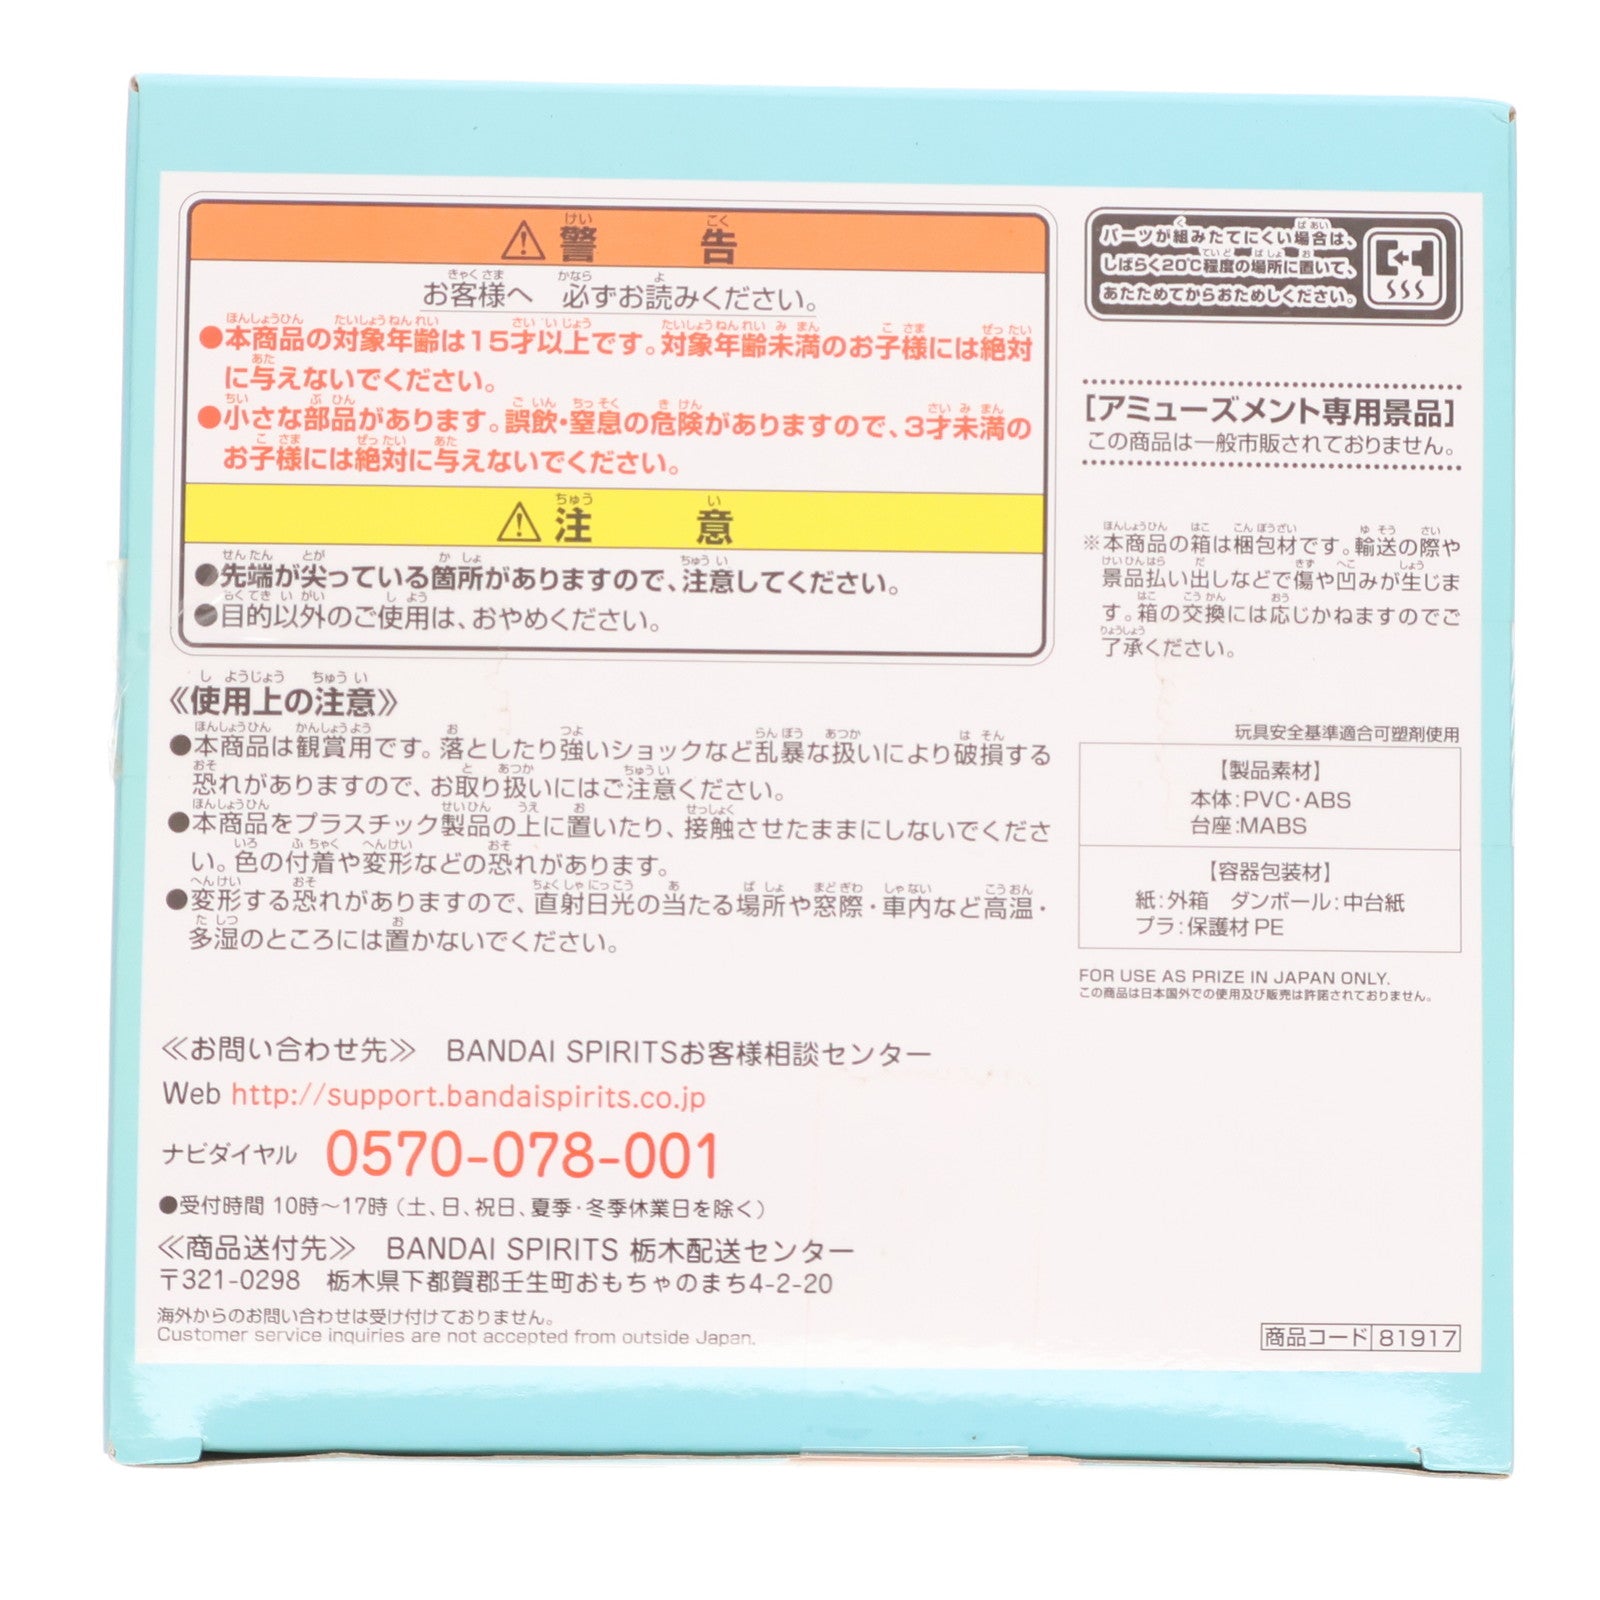 ⚠警告
お客様へ 必ずお読みください。
●本商品の対象年齢は15才以上です。対象年齢未満のお子様には絶対
に与えないでください。
●小さな部品があります。誤飲・窒息の危険がありますので、3才未満の
お子様には絶対に与えないでください。
⚠注意
●先端が尖っている箇所がありますので、注意してください。
●目的以外のご使用は、おやめください。
《使用上の注意》
●本商品は観賞用です。落としたり強いショックなど乱暴な扱いにより破損する
恐れがありますので、お取り扱いにはご注意ください。
●本商品をプラスチック製品の上に置いたり、接触させたままにしないでくださ
い。色の付着や変形などの恐れがあります。
●変形する恐れがありますので、直射日光の当たる場所や窓際・車内など高温・
多湿のところには置かないでください。
≪お問い合わせ先≫ BANDAI SPIRITSお客様相談センター
Web http://support.bandaispirits.co.jp
ナビダイヤル 0570-078-001
●受付時間 10時〜17時(土、日、祝日、夏季・冬季休業日を除く)
≪商品送付先≫ BANDAI SPIRITS 栃木配送センター
〒321-0298 栃木県下都賀郡壬生町おもちゃのまち4-2-20
海外からのお問い合わせは受け付けておりません。
Customer service inquiries are not accepted from outside Japan.
パーツが組みたてにくい場合は、
しばらく20℃程度の場所に置いて、
あたためてからおためしください。
[アミューズメント専用景品]
この商品は一般市販されておりません。
※本商品の箱は梱包材です。輸送の際や
景品払い出しなどで傷や凹みが生じま
す。箱の交換には応じかねますのでご
了承ください。
玩具安全基準適合可塑剤使用
【製品素材】
本体:PVC・ABS
台座:MABS
【容器包装材】
紙:外箱 ダンボール:中台紙
プラ:保護材 PE
FOR USE AS PRIZE IN JAPAN ONLY.
この商品は日本国外での使用及び販売は許諾されておりません。
商品コード 81917